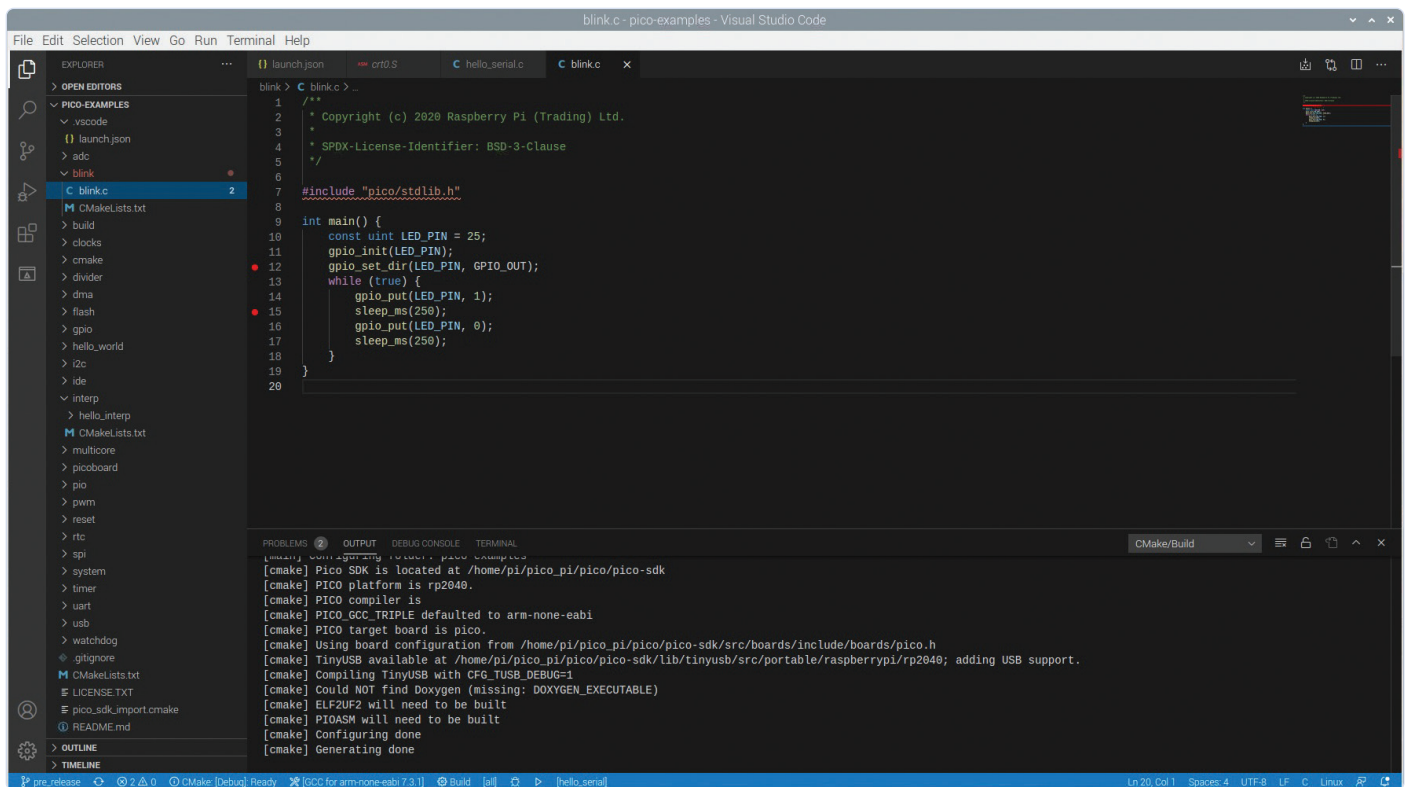 blink.c - pico-examples - Visual Studio Code
File Edit Selection View Go Run Terminal Help
EXPLORER
OPEN EDITORS
PICO-EXAMPLES
.vscode
{} launch.json
adc
blink
C blink.c 2
M CMakeLists.txt
build
clocks
cmake
divider
dma
flash
gpio
hello_world
i2c
ide
interp
hello_interp
M CMakeLists.txt
multicore
picoboard
pio
pwm
reset
rtc
spi
system
timer
uart
usb
watchdog
.gitignore
M CMakeLists.txt
LICENSE.TXT
pico_sdk_import.cmake
README.md
OUTLINE
TIMELINE
{} launch.json crt0.S C hello_serial.c C blink.c
blink > C blink.c > ...
1 /**
2 * Copyright (c) 2020 Raspberry Pi (Trading) Ltd.
3 *
4 * SPDX-License-Identifier: BSD-3-Clause
5 */
6
7 #include "pico/stdlib.h"
8
9 int main() {
10 const uint LED_PIN = 25;
11 gpio_init(LED_PIN);
12 gpio_set_dir(LED_PIN, GPIO_OUT);
13 while (true) {
14 gpio_put(LED_PIN, 1);
15 sleep_ms(250);
16 gpio_put(LED_PIN, 0);
17 sleep_ms(250);
18 }
19 }
20
PROBLEMS 2 OUTPUT DEBUG CONSOLE TERMINAL CMake/Build
[main] Configuring folder: pico-examples
[cmake] Pico SDK is located at /home/pi/pico_pi/pico/pico-sdk
[cmake] PICO platform is rp2040.
[cmake] PICO compiler is
[cmake] PICO_GCC_TRIPLE defaulted to arm-none-eabi
[cmake] PICO target board is pico.
[cmake] Using board configuration from /home/pi/pico_pi/pico/pico-sdk/src/boards/include/boards/pico.h
[cmake] TinyUSB available at /home/pi/pico_pi/pico/pico-sdk/lib/tinyusb/src/portable/raspberrypi/rp2040; adding USB support.
[cmake] Compiling TinyUSB with CFG_TUSB_DEBUG=1
[cmake] Could NOT find Doxygen (missing: DOXYGEN_EXECUTABLE)
[cmake] ELF2UF2 will need to be built
[cmake] PIOASM will need to be built
[cmake] Configuring done
[cmake] Generating done
pre_release 2 0 CMake: [Debug]: Ready [GCC for arm-none-eabi 7.3.1] Build [all] [hello_serial] Ln 20, Col 1 Spaces: 4 UTF-8 LF C Linux